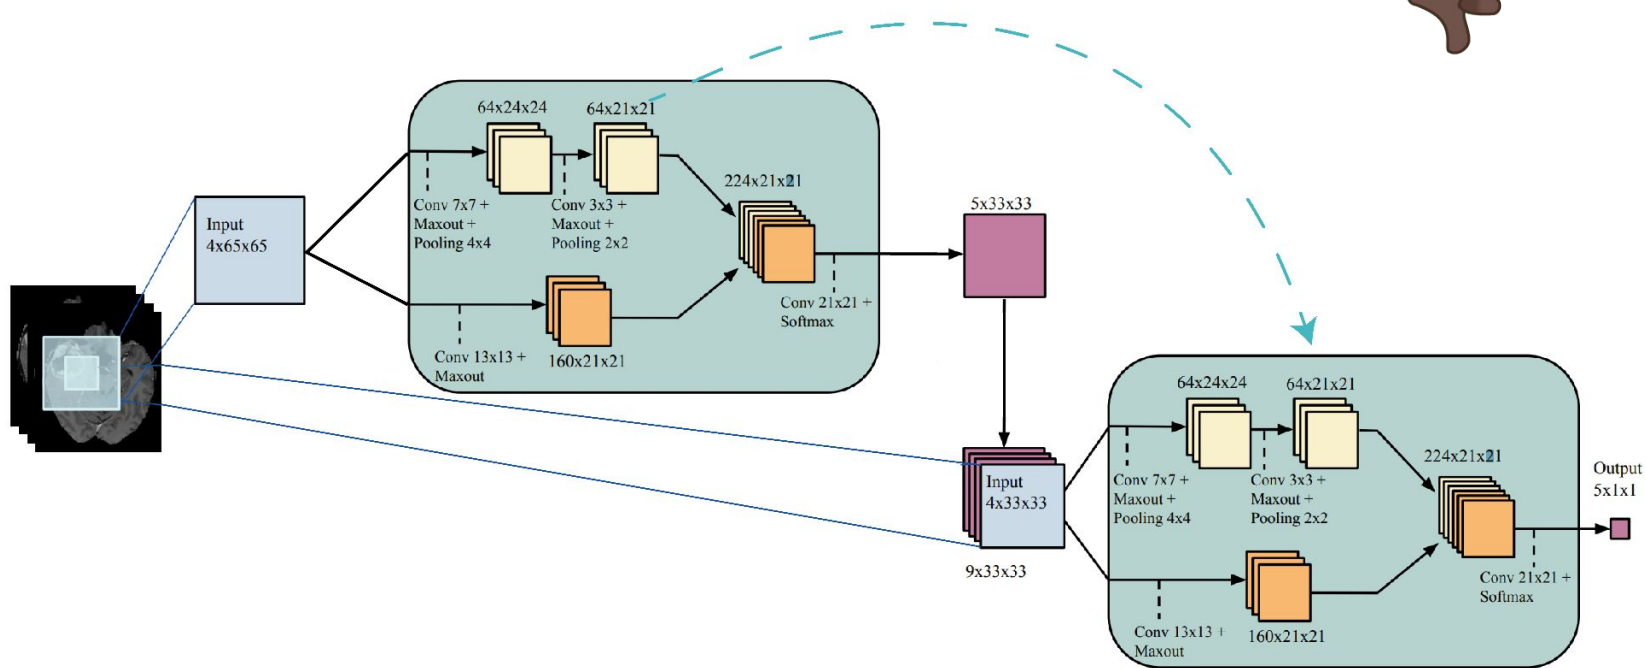 64x24x24
64x21x21
224x21x21
Input
4x65x65
Conv 7x7 +
Maxout +
Pooling 4x4
Conv 3x3 +
Maxout +
Pooling 2x2
Conv 13x13 +
Maxout
160x21x21
Conv 21x21 +
Softmax
5x33x33
Input
4x33x33
9x33x33
64x24x24
64x21x21
224x21x21
Conv 7x7 +
Maxout +
Pooling 4x4
Conv 3x3 +
Maxout +
Pooling 2x2
Conv 13x13 +
Maxout
160x21x21
Conv 21x21 +
Softmax
Output
5x1x1